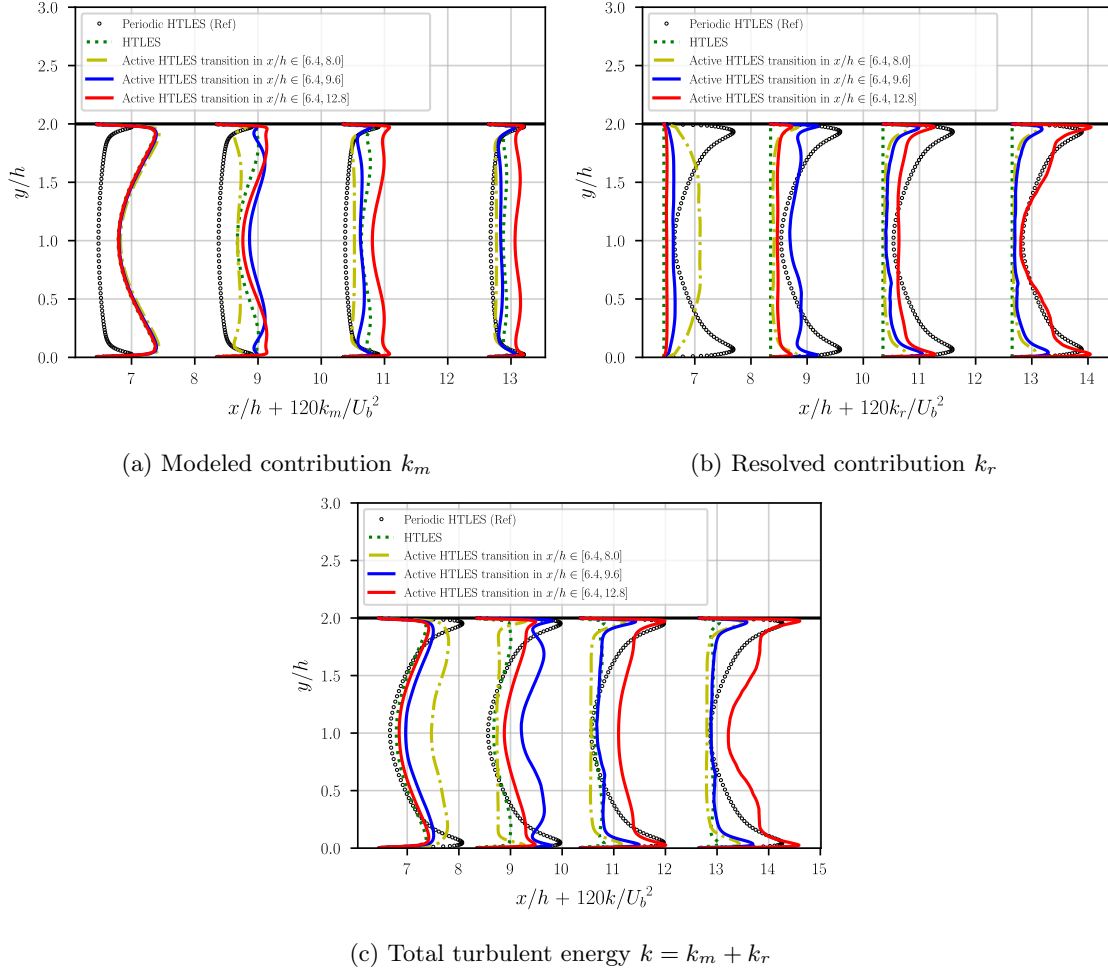 3.0
2.5
2.0
1.5
1.0
0.5
0.0
y/h
Periodic HTLES (Ref)
HTLES
Active HTLES transition in x/h ∈ [6.4, 8.0]
Active HTLES transition in x/h ∈ [6.4, 9.6]
Active HTLES transition in x/h ∈ [6.4, 12.8]
7 8 9 10 11 12 13
x/h + 120k_m/U_b^2
(a) Modeled contribution k_m
3.0
2.5
2.0
1.5
1.0
0.5
0.0
y/h
Periodic HTLES (Ref)
HTLES
Active HTLES transition in x/h ∈ [6.4, 8.0]
Active HTLES transition in x/h ∈ [6.4, 9.6]
Active HTLES transition in x/h ∈ [6.4, 12.8]
7 8 9 10 11 12 13 14
x/h + 120k_r/U_b^2
(b) Resolved contribution k_r
3.0
2.5
2.0
1.5
1.0
0.5
0.0
y/h
Periodic HTLES (Ref)
HTLES
Active HTLES transition in x/h ∈ [6.4, 8.0]
Active HTLES transition in x/h ∈ [6.4, 9.6]
Active HTLES transition in x/h ∈ [6.4, 12.8]
7 8 9 10 11 12 13 14 15
x/h + 120k/U_b^2
(c) Total turbulent energy k = k_m + k_r